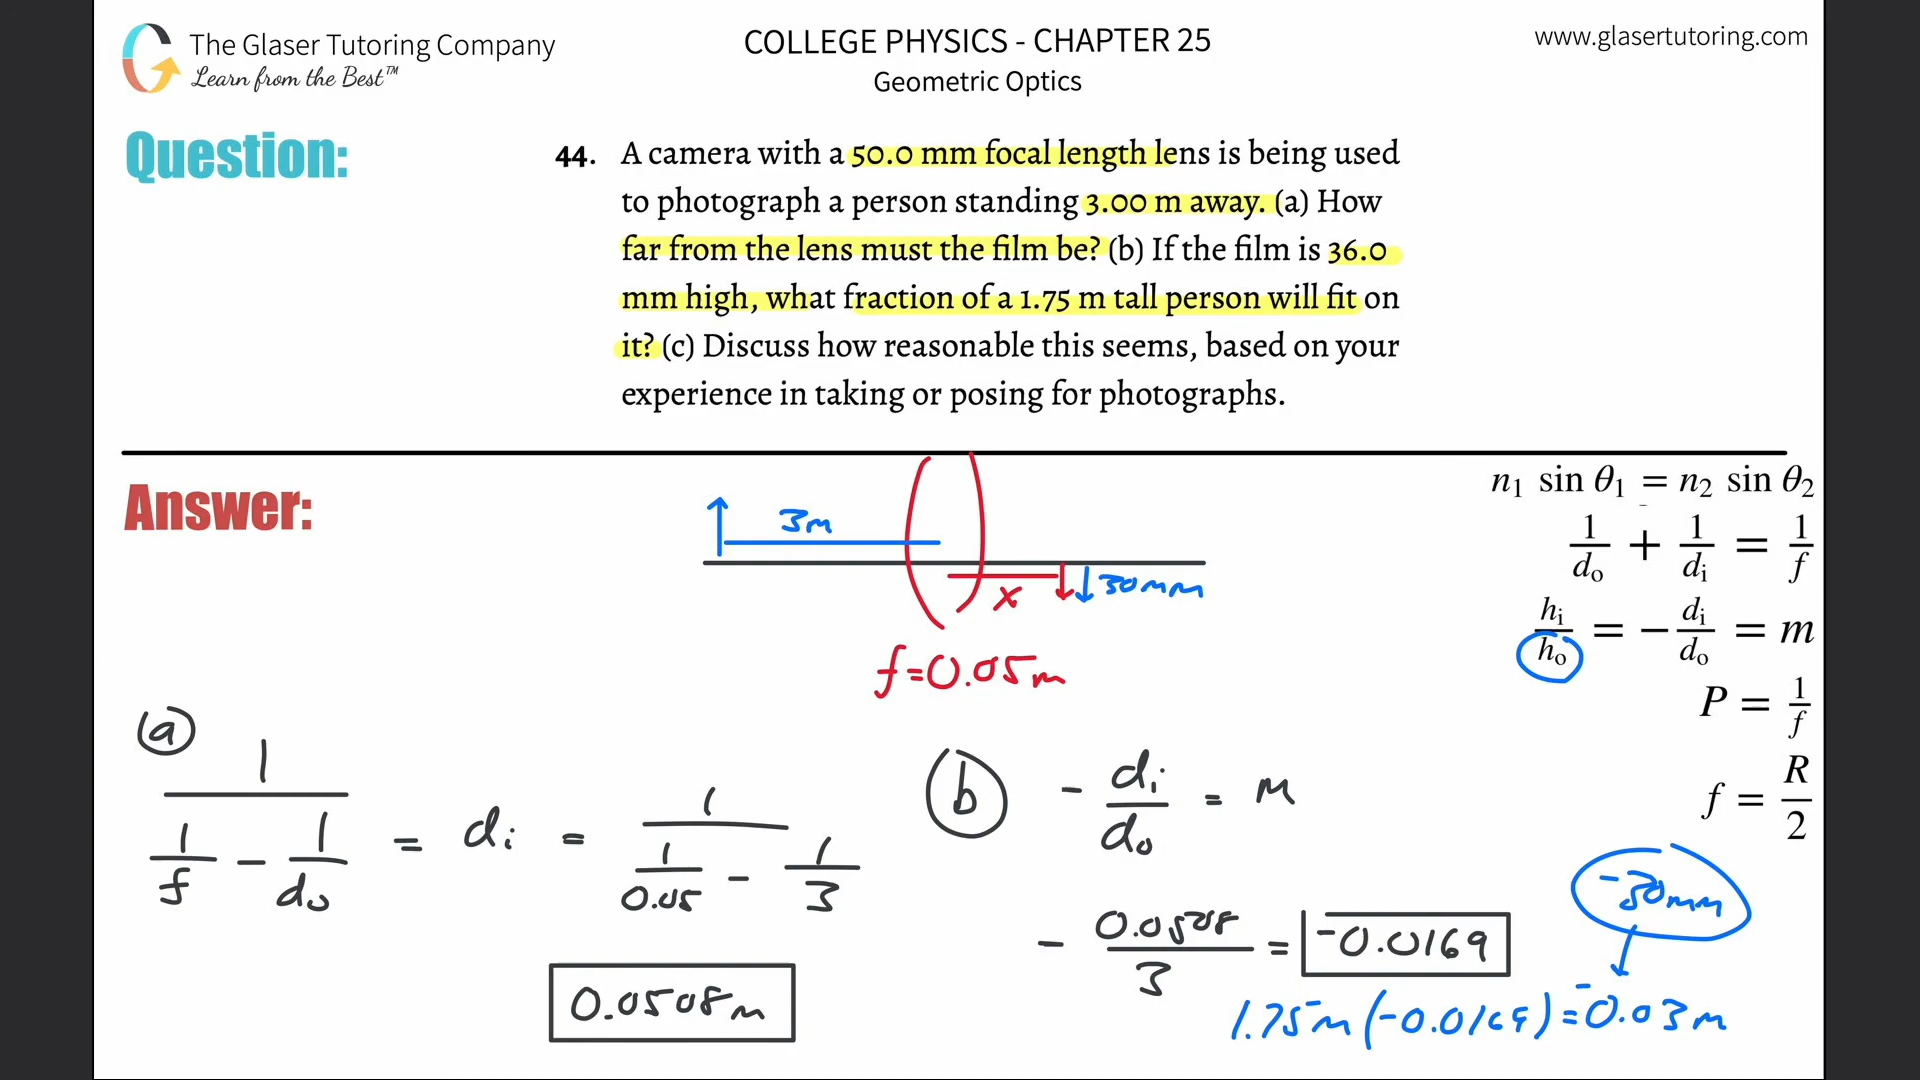 The Glaser Tutoring Company
Learn from the Best™
COLLEGE PHYSICS - CHAPTER 25
Geometric Optics
www.glasertutoring.com
Question:
44. A camera with a 50.0 mm focal length lens is being used
to photograph a person standing 3.00 m away. (a) How
far from the lens must the film be? (b) If the film is 36.0
mm high, what fraction of a 1.75 m tall person will fit on
it? (c) Discuss how reasonable this seems, based on your
experience in taking or posing for photographs.
Answer:
3m
x
30mm
f=0.05m
n₁ sin θ₁ = n₂ sin θ₂
1/dₒ + 1/dᵢ = 1/f
hᵢ/hₒ = −dᵢ/dₒ = m
P = 1/f
f = R/2
(a)
1/(1/f − 1/dₒ) = dᵢ = 1/(1/0.05 − 1/3)
0.0508m
(b) −dᵢ/dₒ = m
−0.0508/3 = -0.0169
-30mm
1.75m(-0.0169) = -0.03m